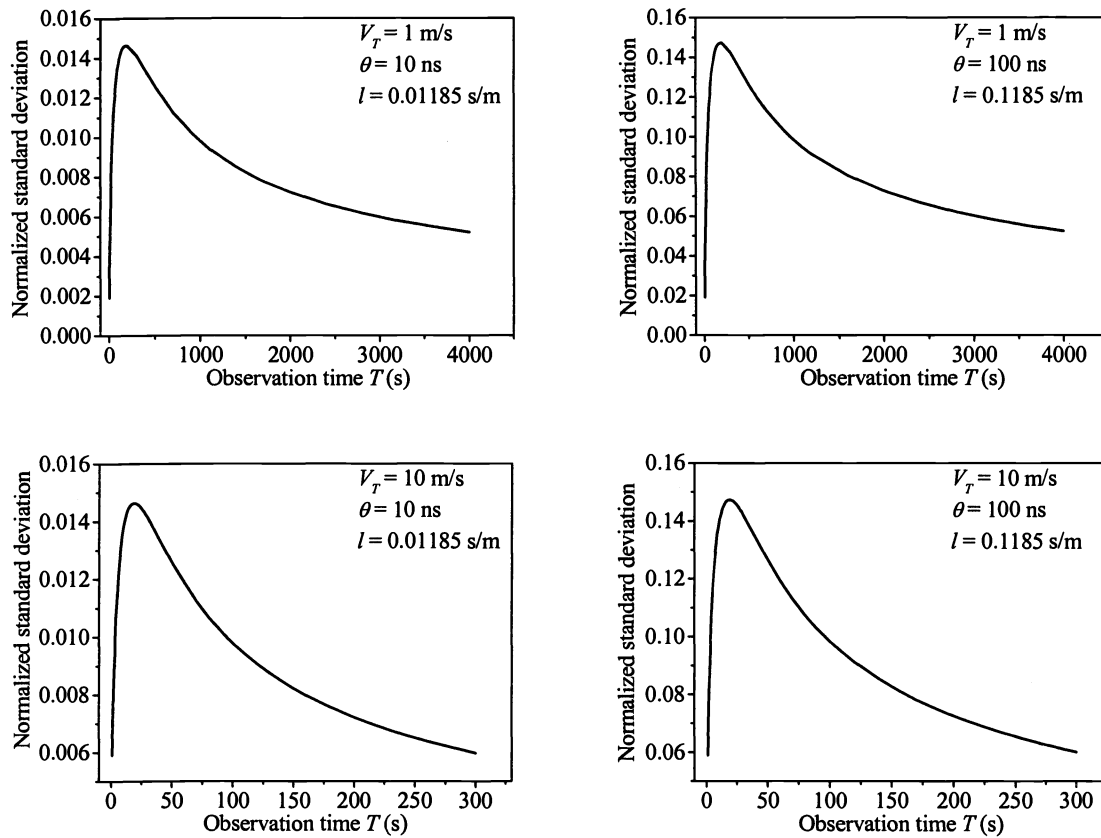 Normalized standard deviation
0.016
0.014
0.012
0.010
0.008
0.006
0.004
0.002
0.000
V_T = 1 m/s
θ = 10 ns
l = 0.01185 s/m
0 1000 2000 3000 4000
Observation time T (s)
Normalized standard deviation
0.16
0.14
0.12
0.10
0.08
0.06
0.04
0.02
0.00
V_T = 1 m/s
θ = 100 ns
l = 0.1185 s/m
0 1000 2000 3000 4000
Observation time T (s)
Normalized standard deviation
0.016
0.014
0.012
0.010
0.008
0.006
V_T = 10 m/s
θ = 10 ns
l = 0.01185 s/m
0 50 100 150 200 250 300
Observation time T (s)
Normalized standard deviation
0.16
0.14
0.12
0.10
0.08
0.06
V_T = 10 m/s
θ = 100 ns
l = 0.1185 s/m
0 50 100 150 200 250 300
Observation time T (s)